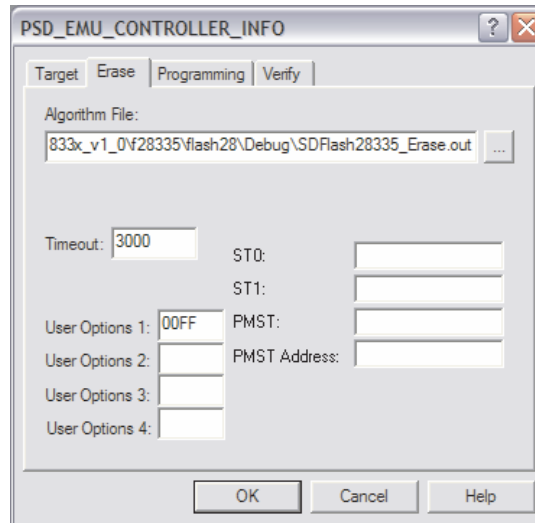 PSD_EMU_CONTROLLER_INFO
Target Erase Programming Verify
Algorithm File:
833x_v1_0\f28335\flash28\Debug\SDFlash28335_Erase.out ...
Timeout: 3000
ST0:
ST1:
User Options 1: 00FF PMST:
User Options 2: PMST Address:
User Options 3:
User Options 4:
OK Cancel Help